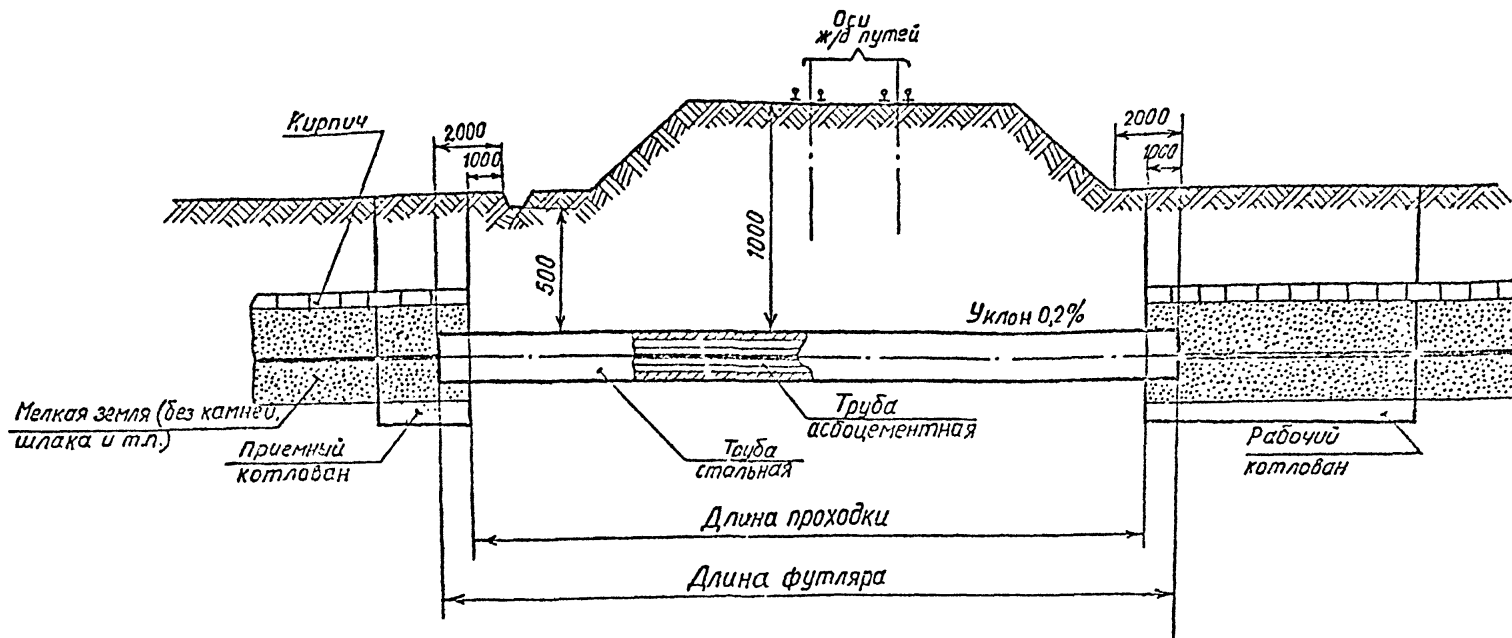 Оси
ж/д путей
Кирпич
2000
1000
2000
1000
500
1000
Уклон 0,2%
Мелкая земля (без камней,
шлака и т.п.)
Приемный
котлован
Труба
стальная
Труба
асбоцементная
Рабочий
котлован
Длина проходки
Длина футляра